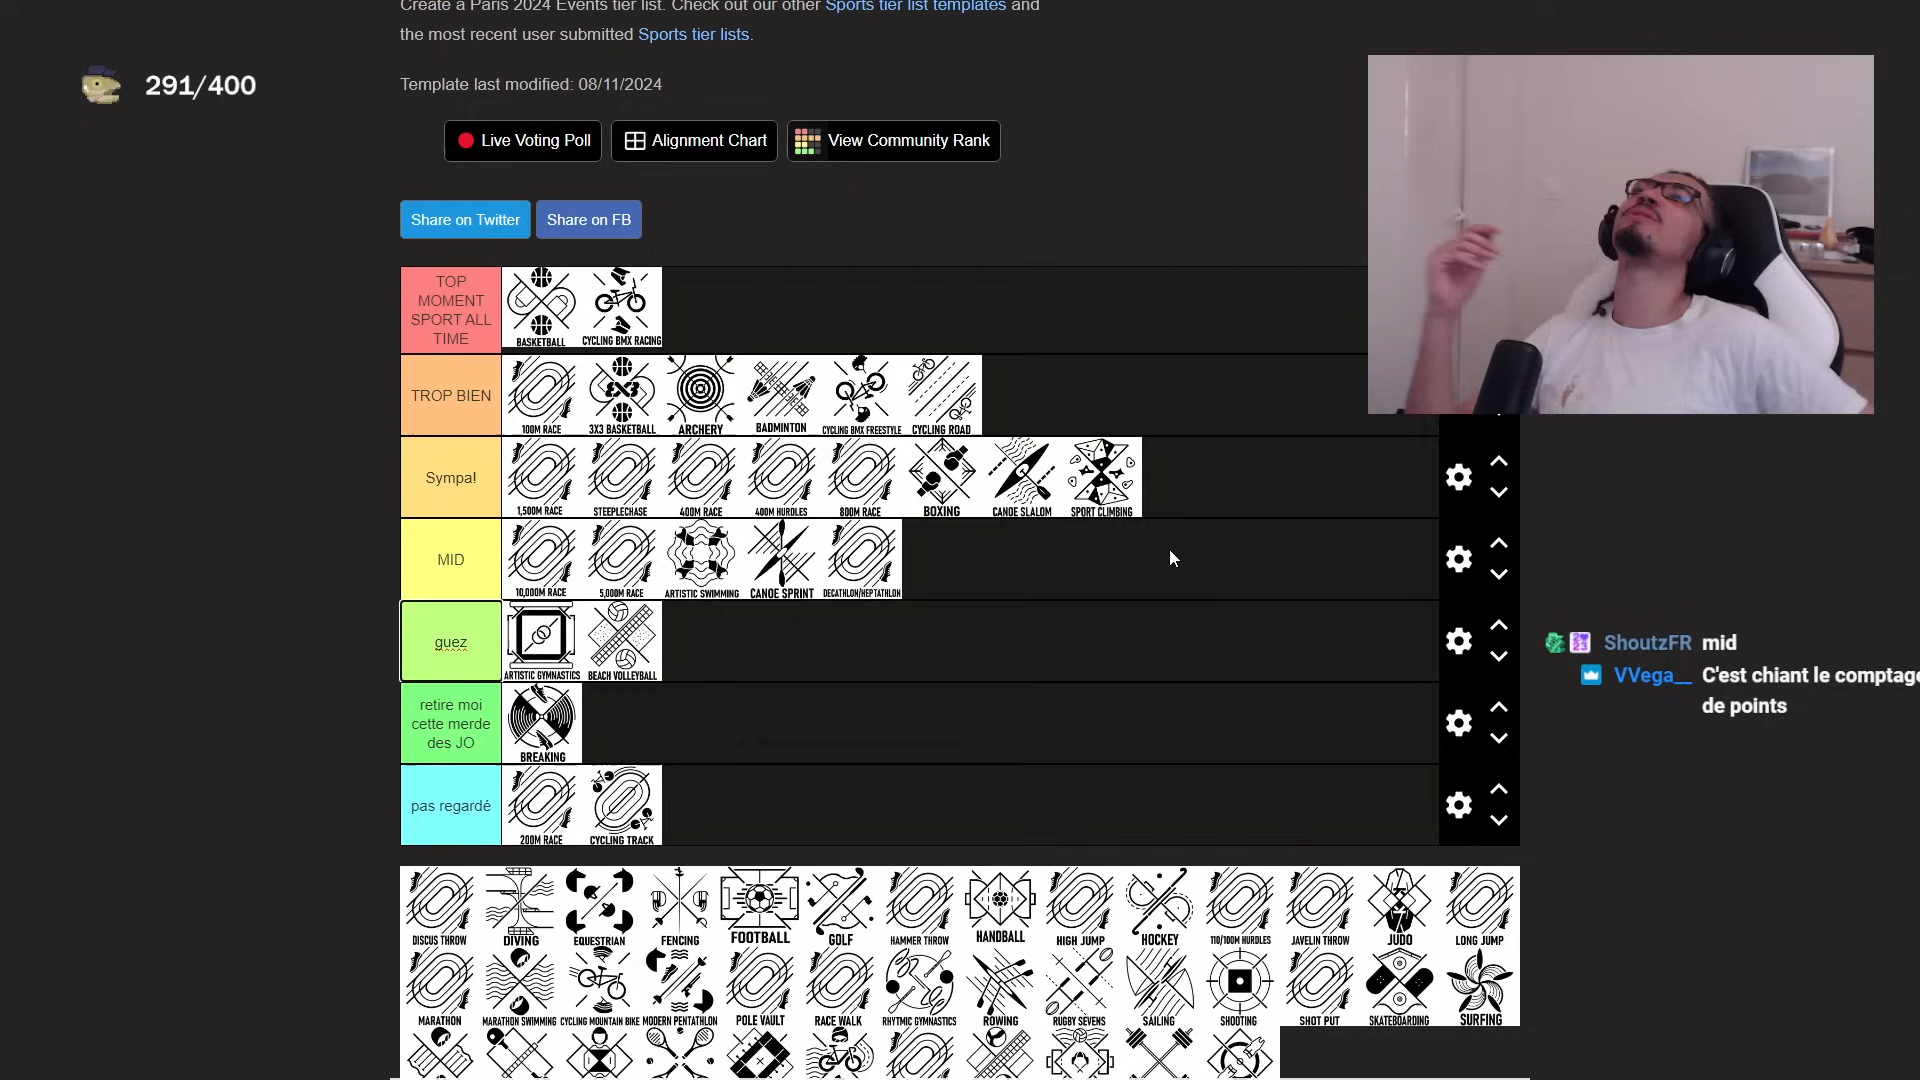 Create a Paris 2024 Events tier list. Check out our other Sports tier list templates and
the most recent user submitted Sports tier lists.
291/400
Template last modified: 08/11/2024
Live Voting Poll
Alignment Chart
View Community Rank
Share on Twitter
Share on FB
TOP
MOMENT
SPORT ALL
TIME
BASKETBALL
CYCLING BMX RACING
TROP BIEN
100M RACE
3X3
3X3 BASKETBALL
ARCHERY
BADMINTON
CYCLING BMX FREESTYLE
CYCLING ROAD
Sympa!
1,500M RACE
STEEPLECHASE
400M RACE
400M HURDLES
800M RACE
BOXING
CANOE SLALOM
SPORT CLIMBING
MID
10,000M RACE
5,000M RACE
ARTISTIC SWIMMING
CANOE SPRINT
DECATHLON/HEPTATHLON
guez
ARTISTIC GYMNASTICS
BEACH VOLLEYBALL
ShoutzFR mid
VVega__ C'est chiant le comptage
de points
retire moi
cette merde
des JO
BREAKING
pas regardé
200M RACE
CYCLING TRACK
DISCUS THROW
DIVING
EQUESTRIAN
FENCING
FOOTBALL
GOLF
HAMMER THROW
HANDBALL
HIGH JUMP
HOCKEY
110/100M HURDLES
JAVELIN THROW
JUDO
LONG JUMP
MARATHON
MARATHON SWIMMING
CYCLING MOUNTAIN BIKE
MODERN PENTATHLON
POLE VAULT
RACE WALK
RHYTMIC GYMNASTICS
ROWING
RUGBY SEVENS
SAILING
SHOOTING
SHOT PUT
SKATEBOARDING
SURFING